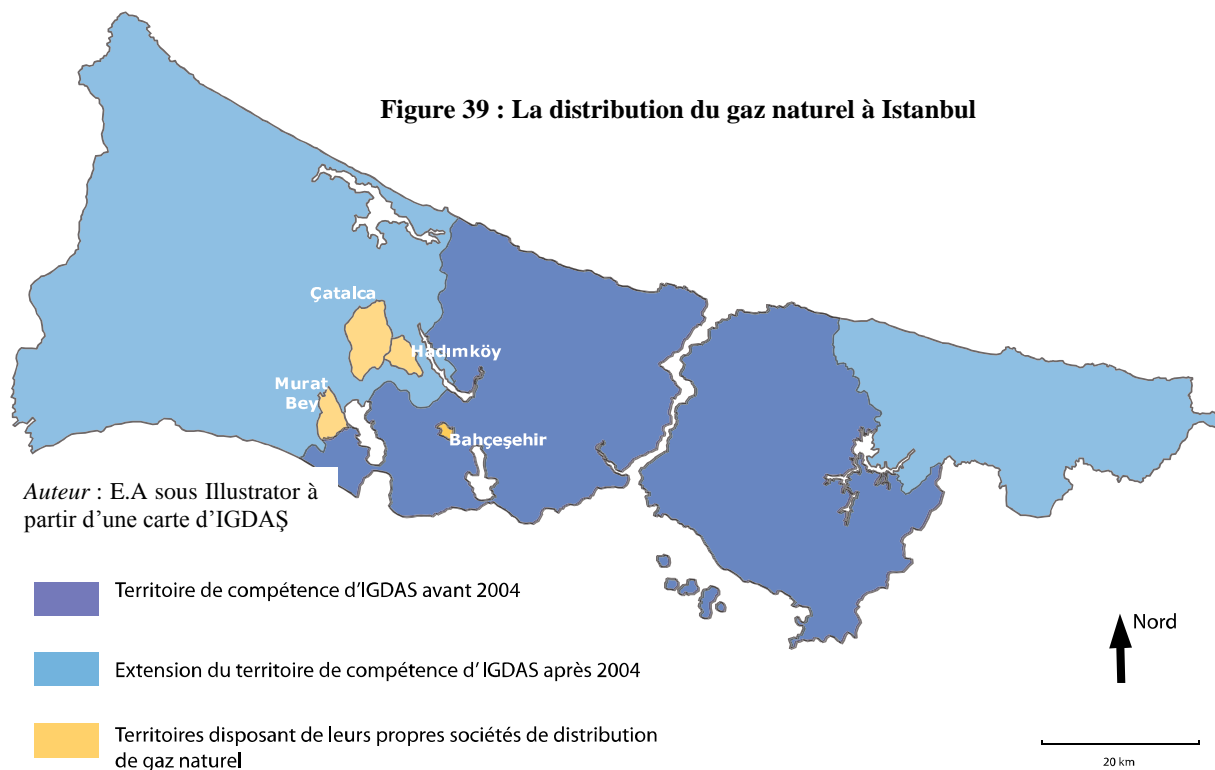 Figure 39 : La distribution du gaz naturel à Istanbul
Çatalca
Hadımköy
Murat
Bey
Bahçeşehir
Auteur : E.A sous Illustrator à
partir d'une carte d'IGDAŞ
Territoire de compétence d'IGDAS avant 2004
Nord
Extension du territoire de compétence d' IGDAS après 2004
Territoires disposant de leurs propres sociétés de distribution
de gaz naturel
20 km